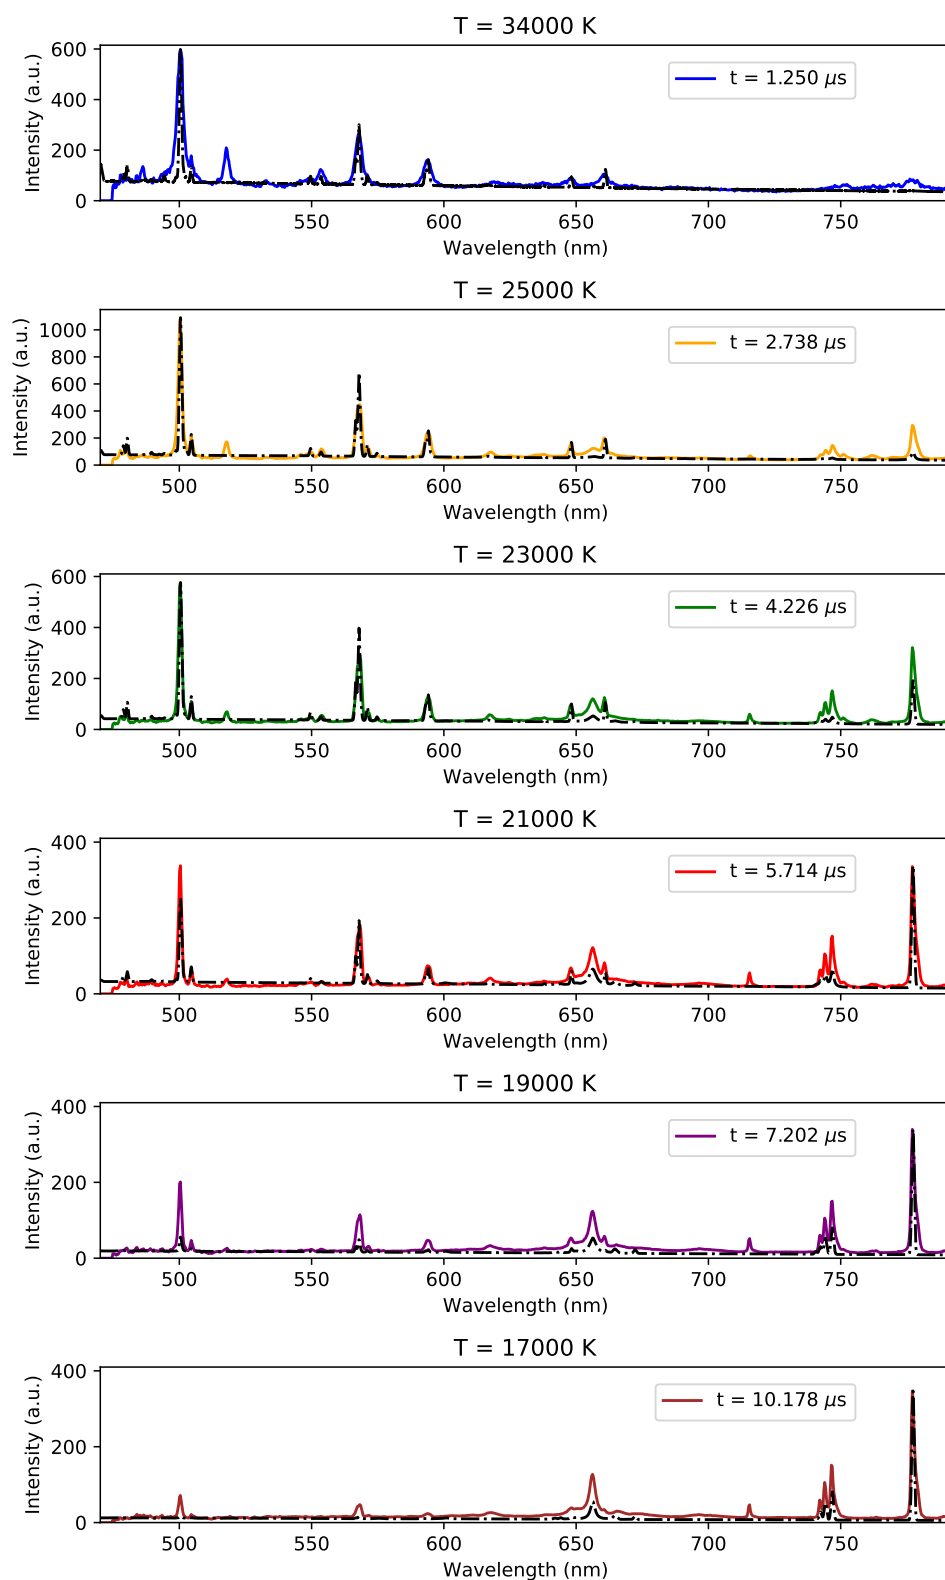 T = 34000 K
600
400
200
0
Intensity (a.u.)
t = 1.250 μs
500 550 600 650 700 750
Wavelength (nm)
T = 25000 K
1000
800
600
400
200
0
Intensity (a.u.)
t = 2.738 μs
500 550 600 650 700 750
Wavelength (nm)
T = 23000 K
600
400
200
0
Intensity (a.u.)
t = 4.226 μs
500 550 600 650 700 750
Wavelength (nm)
T = 21000 K
400
200
0
Intensity (a.u.)
t = 5.714 μs
500 550 600 650 700 750
Wavelength (nm)
T = 19000 K
400
200
0
Intensity (a.u.)
t = 7.202 μs
500 550 600 650 700 750
Wavelength (nm)
T = 17000 K
400
200
0
Intensity (a.u.)
t = 10.178 μs
500 550 600 650 700 750
Wavelength (nm)